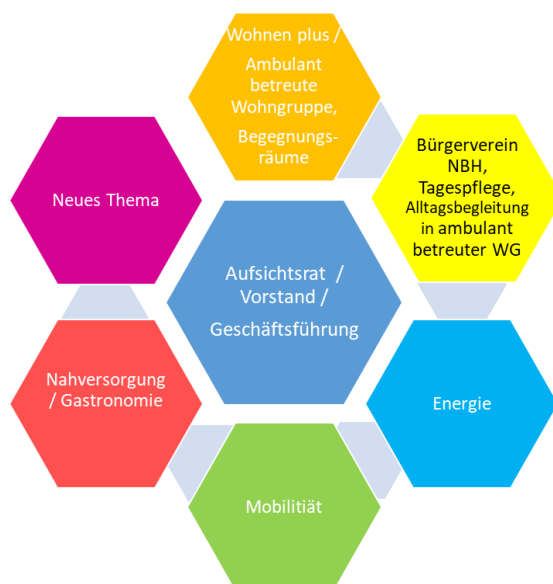 Wohnen plus /
Ambulant
betreute
Wohngruppe,
Begegnungs-
räume
Bürgerverein
NBH,
Tagespflege,
Alltagsbegleitung
in ambulant
betreuter WG
Neues Thema
Aufsichtsrat /
Vorstand /
Geschäftsführung
Nahversorgung
/ Gastronomie
Energie
Mobilitiät